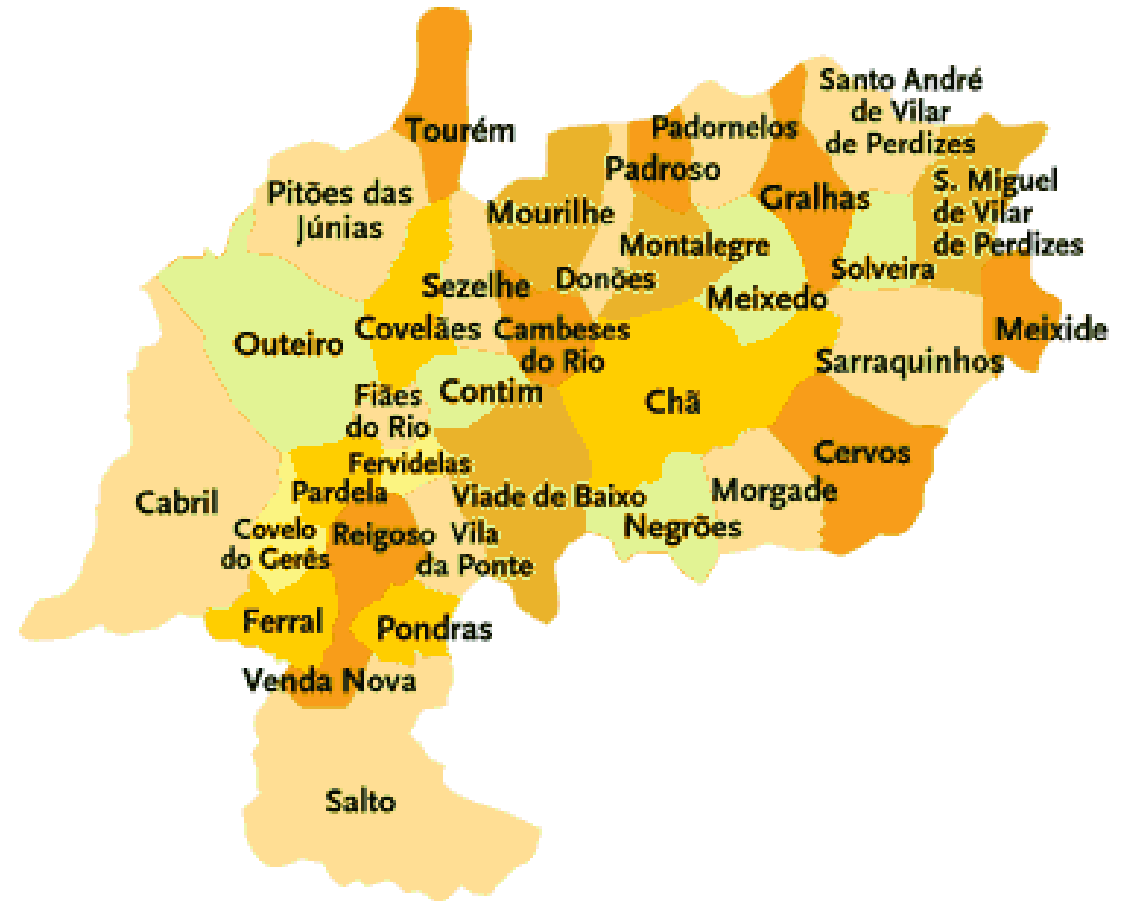 Santo André
de Vilar
de Perdizes
Tourém
Padornelos
Padroso
Pitões das
Júnias
S. Miguel
de Vilar
de Perdizes
Gralhas
Mourilhe
Montalegre
Solveira
Donões
Sezelhe
Meixedo
Covelães
Cambeses
do Rio
Meixide
Outeiro
Sarraquinhos
Fiães
do Rio
Contim
Chã
Cervos
Fervidelas
Pardela
Viade de Baixo
Morgade
Cabril
Negrões
Covelo
do Gerês
Reigoso
Vila
da Ponte
Ferral
Pondras
Venda Nova
Salto